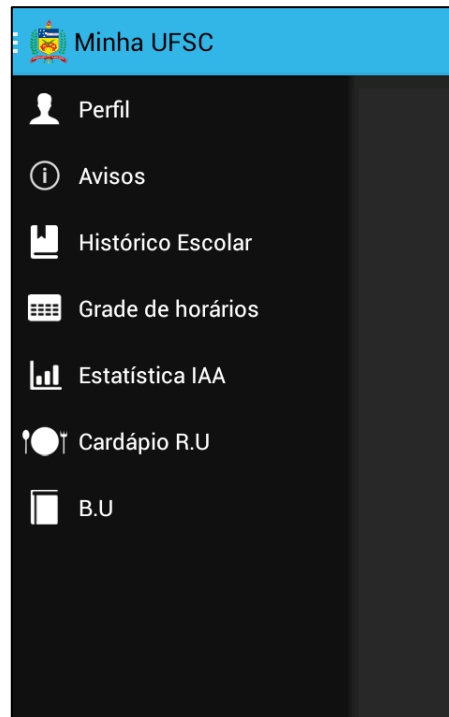 Minha UFSC
Perfil
Avisos
Histórico Escolar
Grade de horários
Estatística IAA
Cardápio R.U
B.U